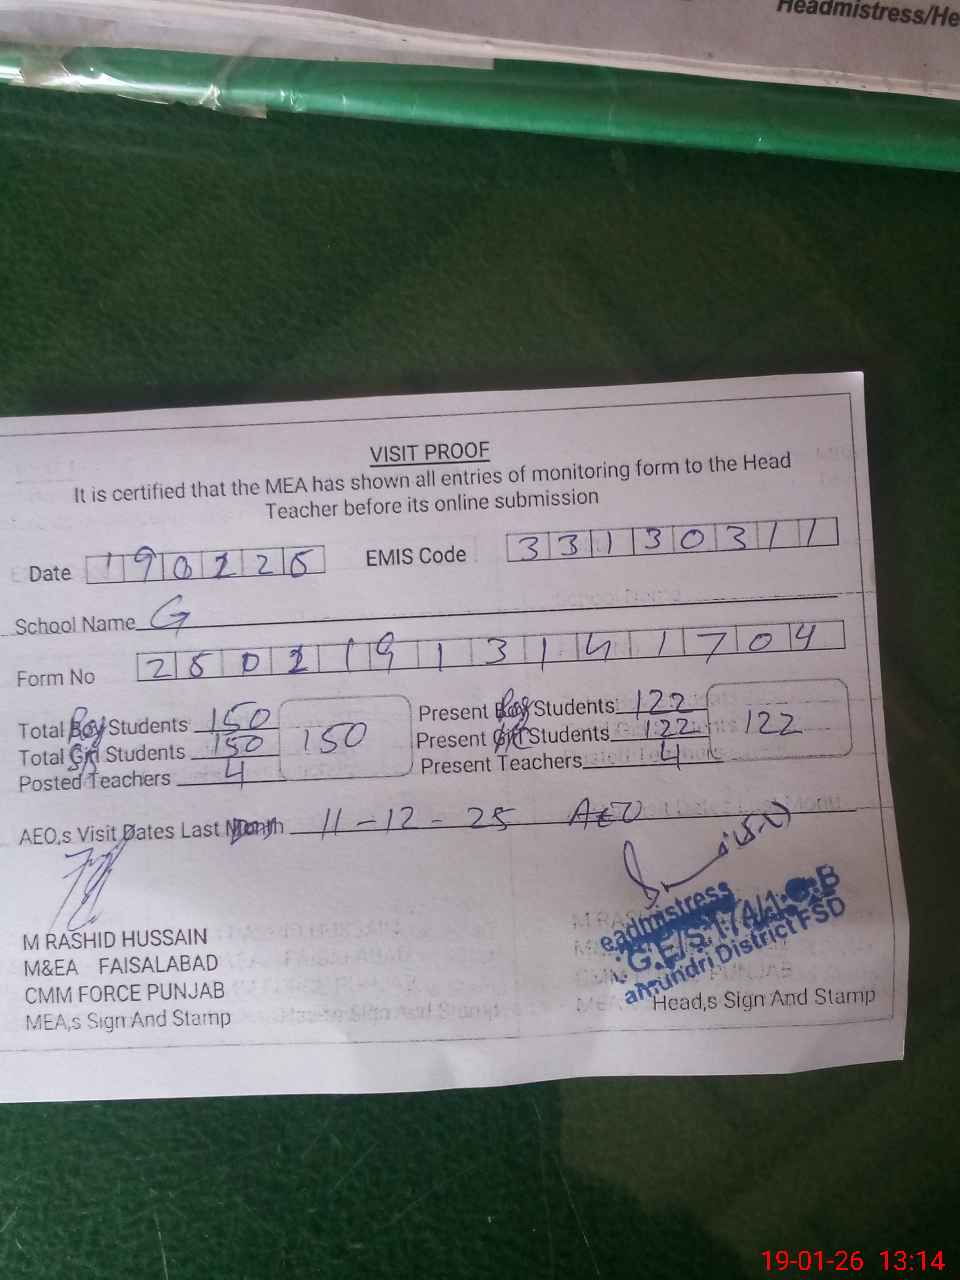 Headmistress/He
VISIT PROOF
It is certified that the MEA has shown all entries of monitoring form to the Head
Teacher before its online submission
Date 190126 EMIS Code 33130311
School Name G
Form No
Total Boy Students 150 150 Present Boy Students: 122 122
Total Girl Students 150 Present Girl Students 122
Posted Teachers 4 Present Teachers 4
AEO,s Visit Dates Last Month 11-12-25 AEO
M RASHID HUSSAIN
M&EA FAISALABAD
CMM FORCE PUNJAB
MEA,s Sign And Stamp
eadmistress
District FSD
Head,s Sign And Stamp
19-01-26 13:14